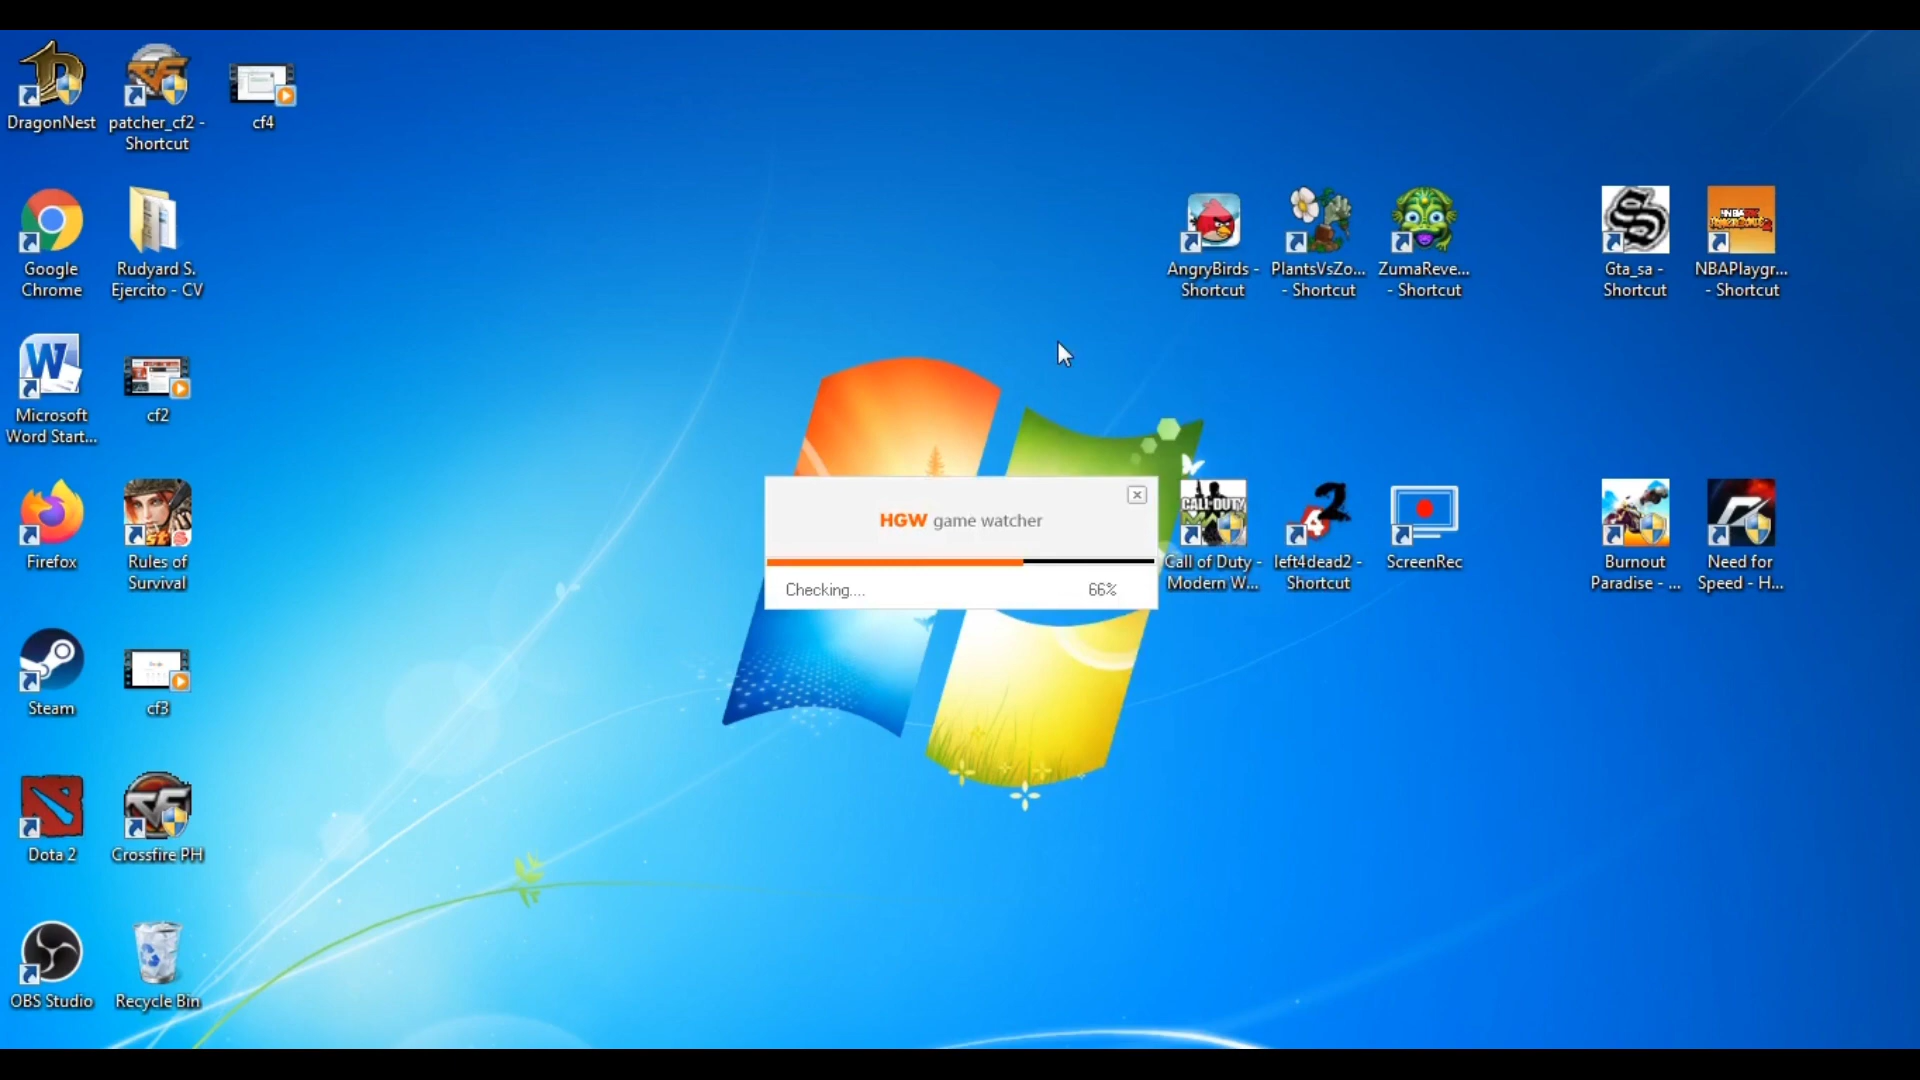 DragonNest
patcher_cf2 -
Shortcut
cf4
Google
Chrome
Rudyard S.
Ejercito - CV
AngryBirds -
Shortcut
PlantsVsZo...
- Shortcut
ZumaReve...
- Shortcut
Gta_sa -
Shortcut
NBAPlaygr...
- Shortcut
Microsoft
Word Start...
cf2
HGW game watcher
Checking....
66%
CALL DUTY
Call of Duty -
Modern W...
left4dead2 -
Shortcut
ScreenRec
Burnout
Paradise - ...
Need for
Speed - H...
Firefox
Rules of
Survival
Steam
cf3
Dota 2
Crossfire PH
OBS Studio
Recycle Bin